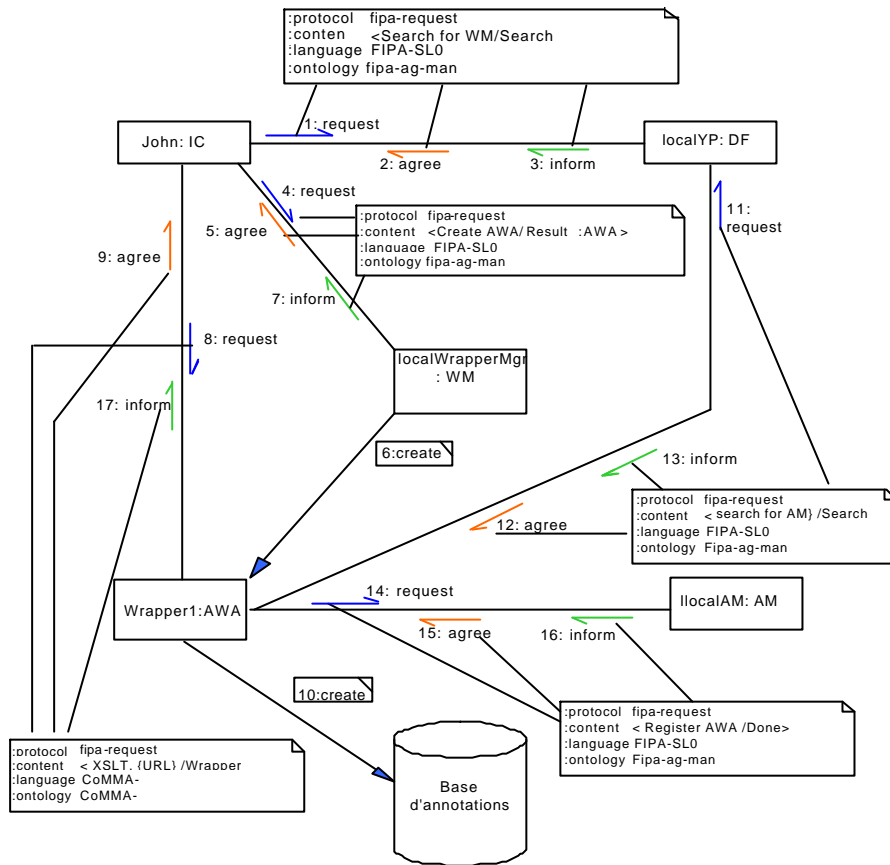 :protocol fipa-request
:conten <Search for WM/Search
:language FIPA-SL0
:ontology fipa-ag-man
1: request
John: IC
localYP: DF
2: agree
3: inform
4: request
11:
request
:protocol fipa-request
:content <Create AWA/ Result :AWA >
:language FIPA-SL0
:ontology fipa-ag-man
5: agree
9: agree
7: inform
8: request
localWrapperMgr
: WM
17: inform
6:create
13: inform
:protocol fipa-request
:content < search for AM} /Search
:language FIPA-SL0
:ontology Fipa-ag-man
12: agree
14: request
Wrapper1:AWA
llocalAM: AM
15: agree
16: inform
10:create
:protocol fipa-request
:content < Register AWA /Done>
:language FIPA-SL0
:ontology Fipa-ag-man
:protocol fipa-request
:content < XSLT, {URL} /Wrapper
:language CoMMA-
:ontology CoMMA-
Base
d'annotations